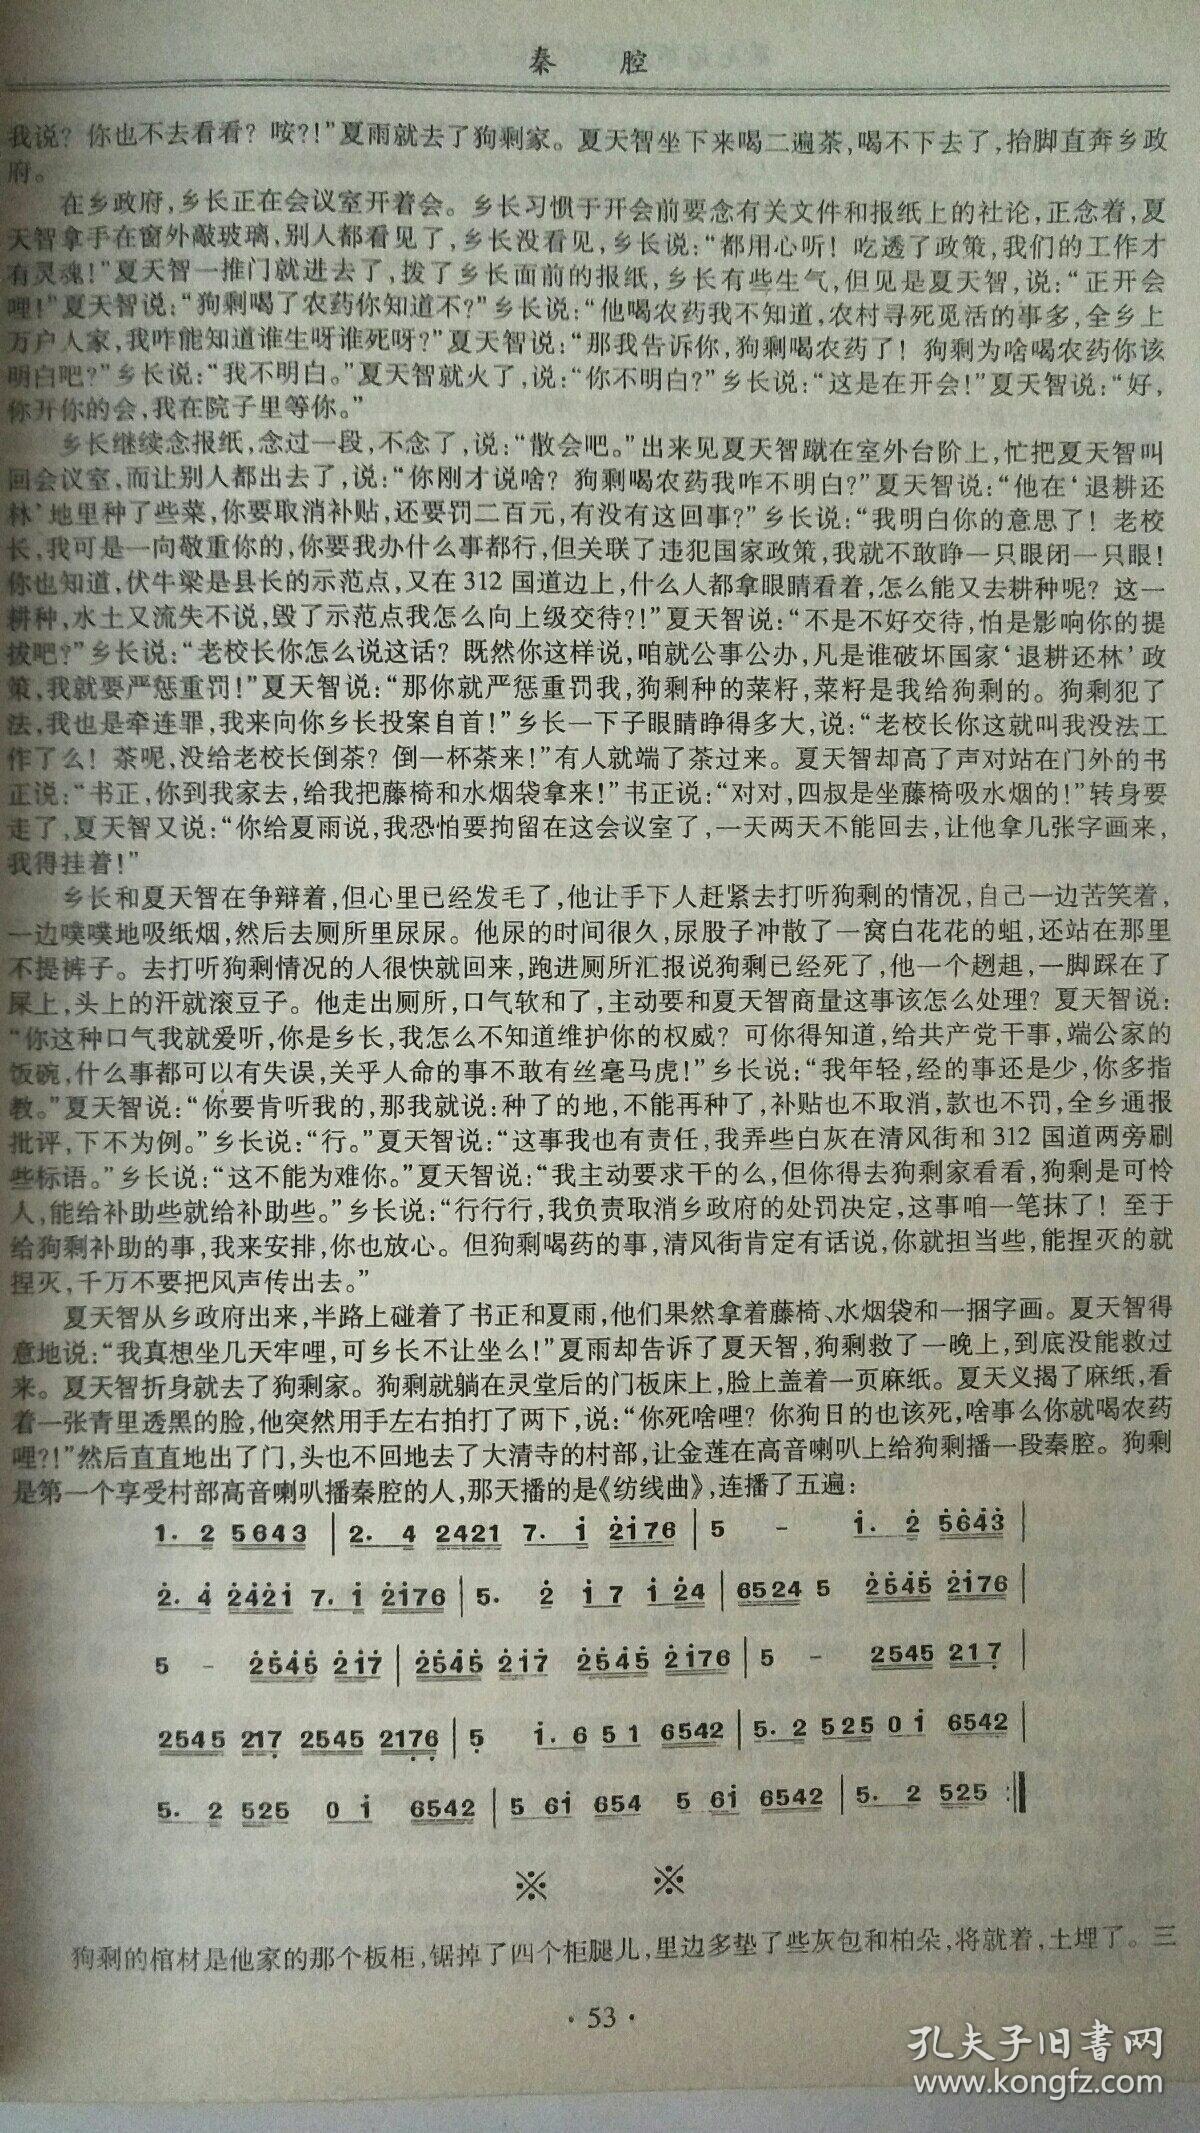 秦 腔
我说？你也不去看看？咹？！”夏雨就去了狗剩家。夏天智坐下来喝二遍茶，喝不下去了，抬脚直奔乡政
府。
在乡政府，乡长正在会议室开着会。乡长习惯于开会前要念有关文件和报纸上的社论，正念着，夏
天智拿手在窗外敲玻璃，别人都看见了，乡长没看见，乡长说：“都用心听！吃透了政策，我们的工作才
有灵魂！”夏天智一推门就进去了，拨了乡长面前的报纸，乡长有些生气，但见是夏天智，说：“正开会
哩！”夏天智说：“狗剩喝了农药你知道不？”乡长说：“他喝农药我不知道，农村寻死觅活的事多，全乡上
万户人家，我咋能知道谁生呀谁死呀？”夏天智说：“那我告诉你，狗剩喝农药了！狗剩为啥喝农药你该
明白吧？”乡长说：“我不明白。”夏天智就火了，说：“你不明白？”乡长说：“这是在开会！”夏天智说：“好，
你开你的会，我在院子里等你。”
乡长继续念报纸，念过一段，不念了，说：“散会吧。”出来见夏天智蹴在室外台阶上，忙把夏天智叫
回会议室，而让别人都出去了，说：“你刚才说啥？狗剩喝农药我咋不明白？”夏天智说：“他在‘退耕还
林’地里种了些菜，你要取消补贴，还要罚二百元，有没有这回事？”乡长说：“我明白你的意思了！老校
长，我可是一向敬重你的，你要我办什么事都行，但关联了违犯国家政策，我就不敢睁一只眼闭一只眼！
你也知道，伏牛梁是县长的示范点，又在312国道边上，什么人都拿眼睛看着，怎么能又去耕种呢？这一
耕种，水土又流失不说，毁了示范点我怎么向上级交待？！”夏天智说：“不是不好交待，怕是影响你的提
拔吧？”乡长说：“老校长你怎么说这话？既然你这样说，咱就公事公办，凡是谁破坏国家‘退耕还林’政
策，我就要严惩重罚！”夏天智说：“那你就严惩重罚我，狗剩种的菜籽，菜籽是我给狗剩的。狗剩犯了
法，我也是牵连罪，我来向你乡长投案自首！”乡长一下子眼睛睁得多大，说：“老校长你这就叫我没法工
作了么！茶呢，没给老校长倒茶？倒一杯茶来！”有人就端了茶过来。夏天智却高了声对站在门外的书
正说：“书正，你到我家去，给我把藤椅和水烟袋拿来！”书正说：“对对，四叔是坐藤椅吸水烟的！”转身要
走了，夏天智又说：“你给夏雨说，我恐怕要拘留在这会议室了，一天两天不能回去，让他拿几张字画来，
我得挂着！”
乡长和夏天智在争辩着，但心里已经发毛了，他让手下人赶紧去打听狗剩的情况，自己一边苦笑着，
一边噗噗地吸纸烟，然后去厕所里尿尿。他尿的时间很久，尿股子冲散了一窝白花花的蛆，还站在那里
不提裤子。去打听狗剩情况的人很快就回来，跑进厕所汇报说狗剩已经死了，他一个趔趄，一脚踩在了
屎上，头上的汗就滚豆子。他走出厕所，口气软和了，主动要和夏天智商量这事该怎么处理？夏天智说：
“你这种口气我就爱听，你是乡长，我怎么不知道维护你的权威？可你得知道，给共产党干事，端公家的
饭碗，什么事都可以有失误，关乎人命的事不敢有丝毫马虎！”乡长说：“我年轻，经的事还是少，你多指
教。”夏天智说：“你要肯听我的，那我就说：种了的地，不能再种了，补贴也不取消，款也不罚，全乡通报
批评，下不为例。”乡长说：“行。”夏天智说：“这事我也有责任，我弄些白灰在清风街和312国道两旁刷
些标语。”乡长说：“这不能为难你。”夏天智说：“我主动要求干的么，但你得去狗剩家看看，狗剩是可怜
人，能给补助些就给补助些。”乡长说：“行行行，我负责取消乡政府的处罚决定，这事咱一笔抹了！至于
给狗剩补助的事，我来安排，你也放心。但狗剩喝药的事，清风街肯定有话说，你就担当些，能捏灭的就
捏灭，千万不要把风声传出去。”
夏天智从乡政府出来，半路上碰着了书正和夏雨，他们果然拿着藤椅、水烟袋和一捆字画。夏天智得
意地说：“我真想坐几天牢哩，可乡长不让坐么！”夏雨却告诉了夏天智，狗剩救了一晚上，到底没能救过
来。夏天智折身就去了狗剩家。狗剩就躺在灵堂后的门板床上，脸上盖着一页麻纸。夏天义揭了麻纸，看
着一张青里透黑的脸，他突然用手左右拍打了两下，说：“你死啥哩？你狗日的也该死，啥事么你就喝农药
哩？！”然后直直地出了门，头也不回地去了大清寺的村部，让金莲在高音喇叭上给狗剩播一段秦腔。狗剩
是第一个享受村部高音喇叭播秦腔的人，那天播的是《纺线曲》，连播了五遍：
1. 2 5643 | 2. 4 2421 7. i̇ 2̇i̇76 | 5 - i̇. 2̇ 5̇6̇4̇3̇ |
2̇. 4̇ 2̇4̇2̇i̇ 7. i̇ 2̇i̇76 | 5. 2̇ i̇ 7 i̇ 2̇4 | 6524 5 2̇5̇4̇5̇ 2̇i̇76 |
5 - 2̇5̇4̇5̇ 2̇i̇7̇ | 2̇5̇4̇5̇ 2̇i̇7̇ 2̇5̇4̇5̇ 2̇i̇76 | 5 - 2545 217̣ |
2545 217̣ 2545 217̣6̣ | 5̣ i̇. 6 5 1 6542 | 5. 2 525 0 i̇ 6542 |
5. 2 525 0 i̇ 6542 | 5 6i̇ 654 5 6i̇ 6542 | 5. 2 525 :‖
※ ※
狗剩的棺材是他家的那个板柜，锯掉了四个柜腿儿，里边多垫了些灰包和柏朵，将就着，土埋了。三
· 53 ·
孔夫子旧书网
www.kongfz.com